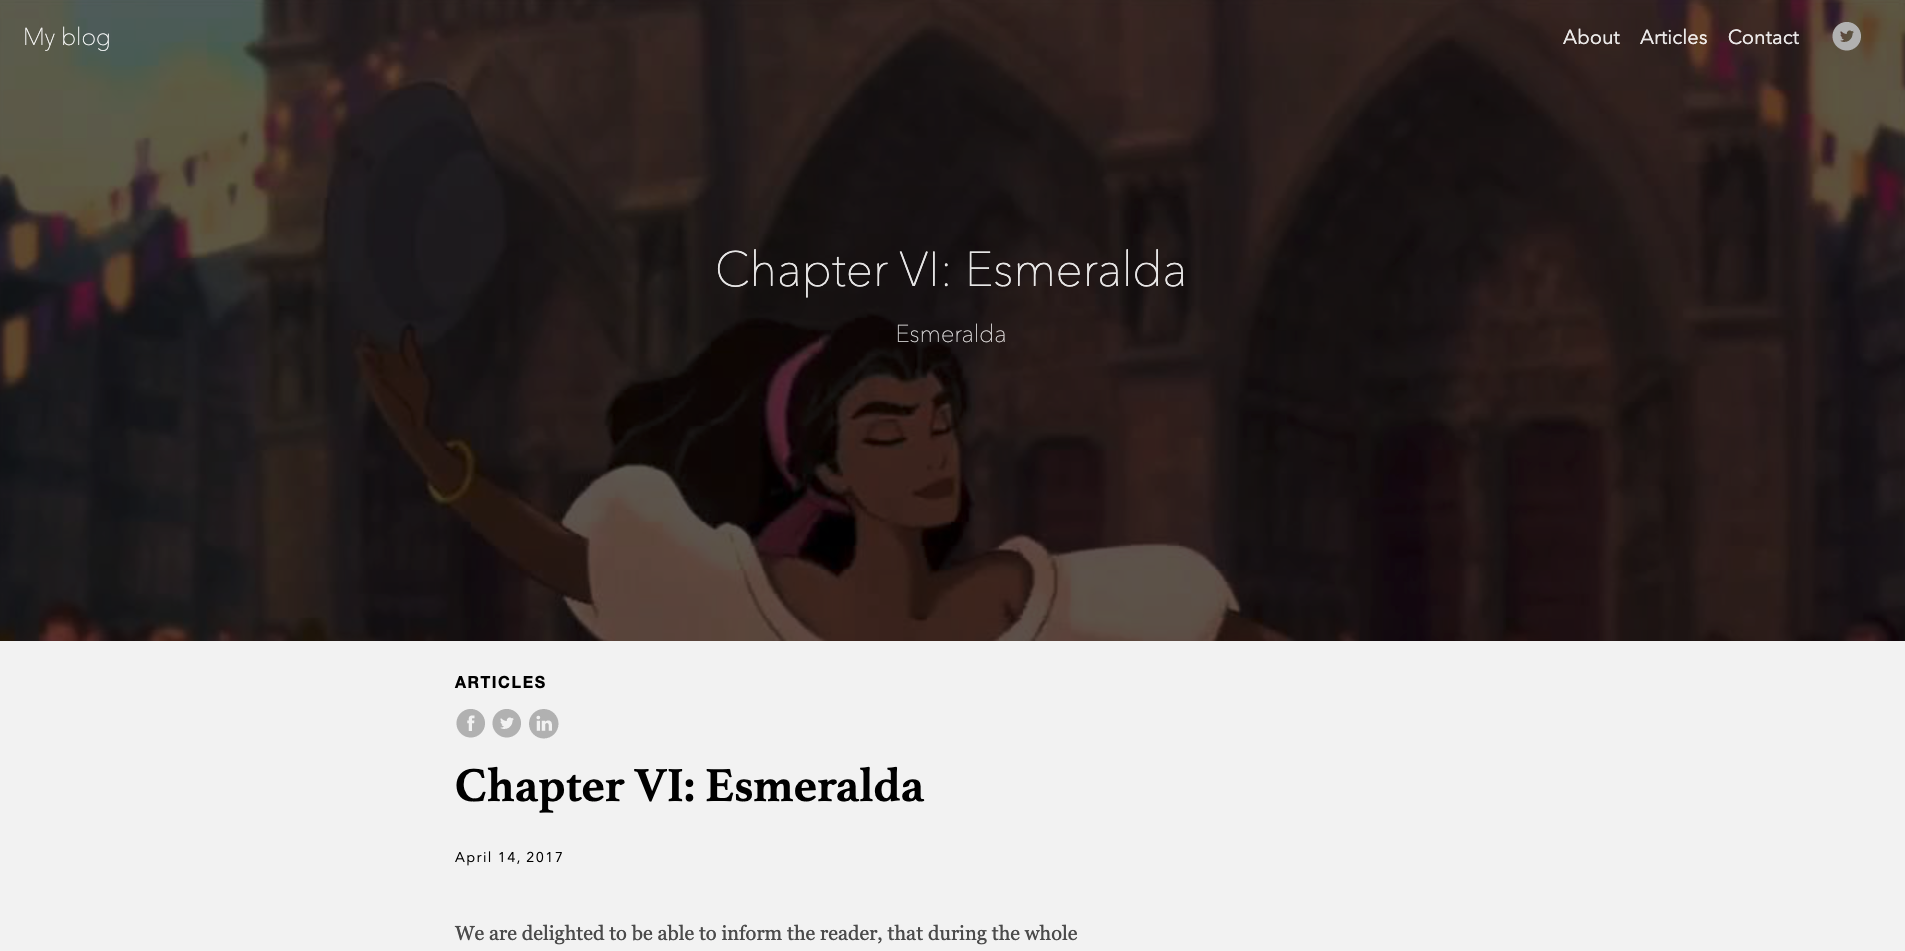 My blog
About Articles Contact
Chapter VI: Esmeralda
Esmeralda
ARTICLES
Chapter VI: Esmeralda
April 14, 2017
We are delighted to be able to inform the reader, that during the whole